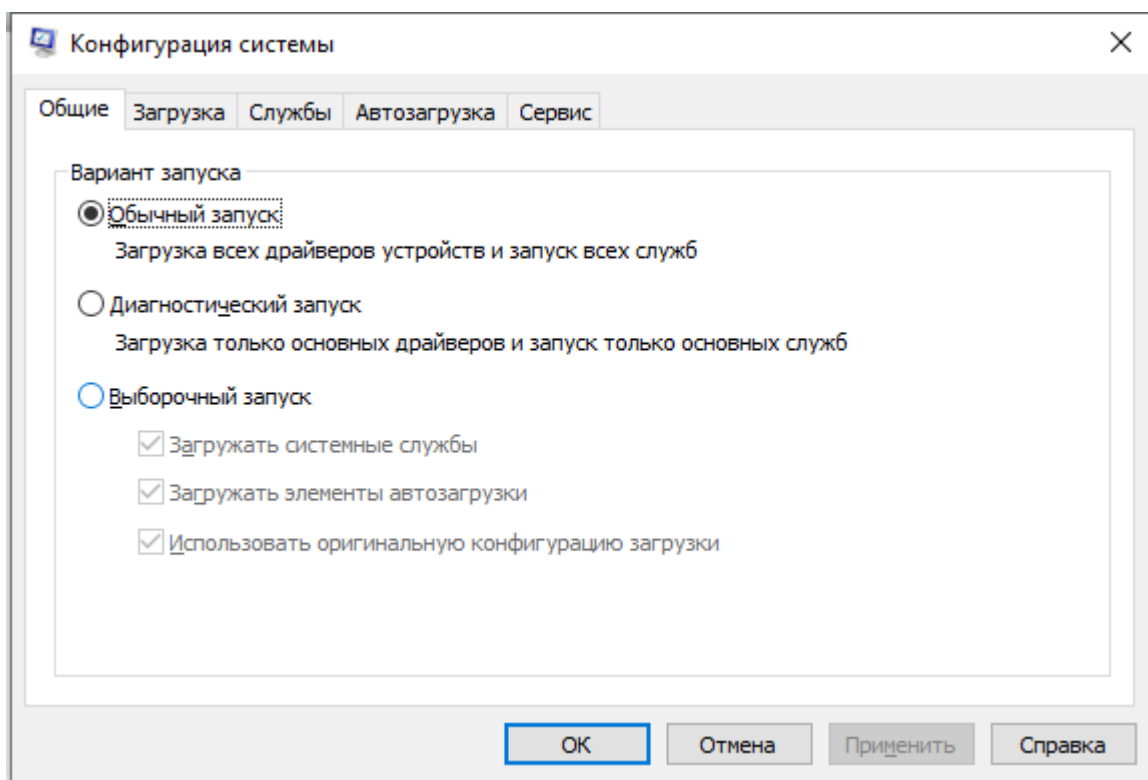 Конфигурация системы
Общие Загрузка Службы Автозагрузка Сервис
Вариант запуска
Обычный запуск
Загрузка всех драйверов устройств и запуск всех служб
Диагностический запуск
Загрузка только основных драйверов и запуск только основных служб
Выборочный запуск
Загружать системные службы
Загружать элементы автозагрузки
Использовать оригинальную конфигурацию загрузки
ОК Отмена Применить Справка